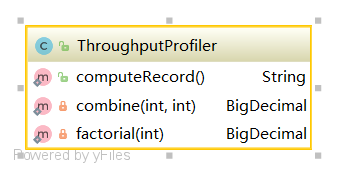 C ThroughputProfiler
m computeRecord() String
m combine(int, int) BigDecimal
m factorial(int) BigDecimal
Powered by yFiles